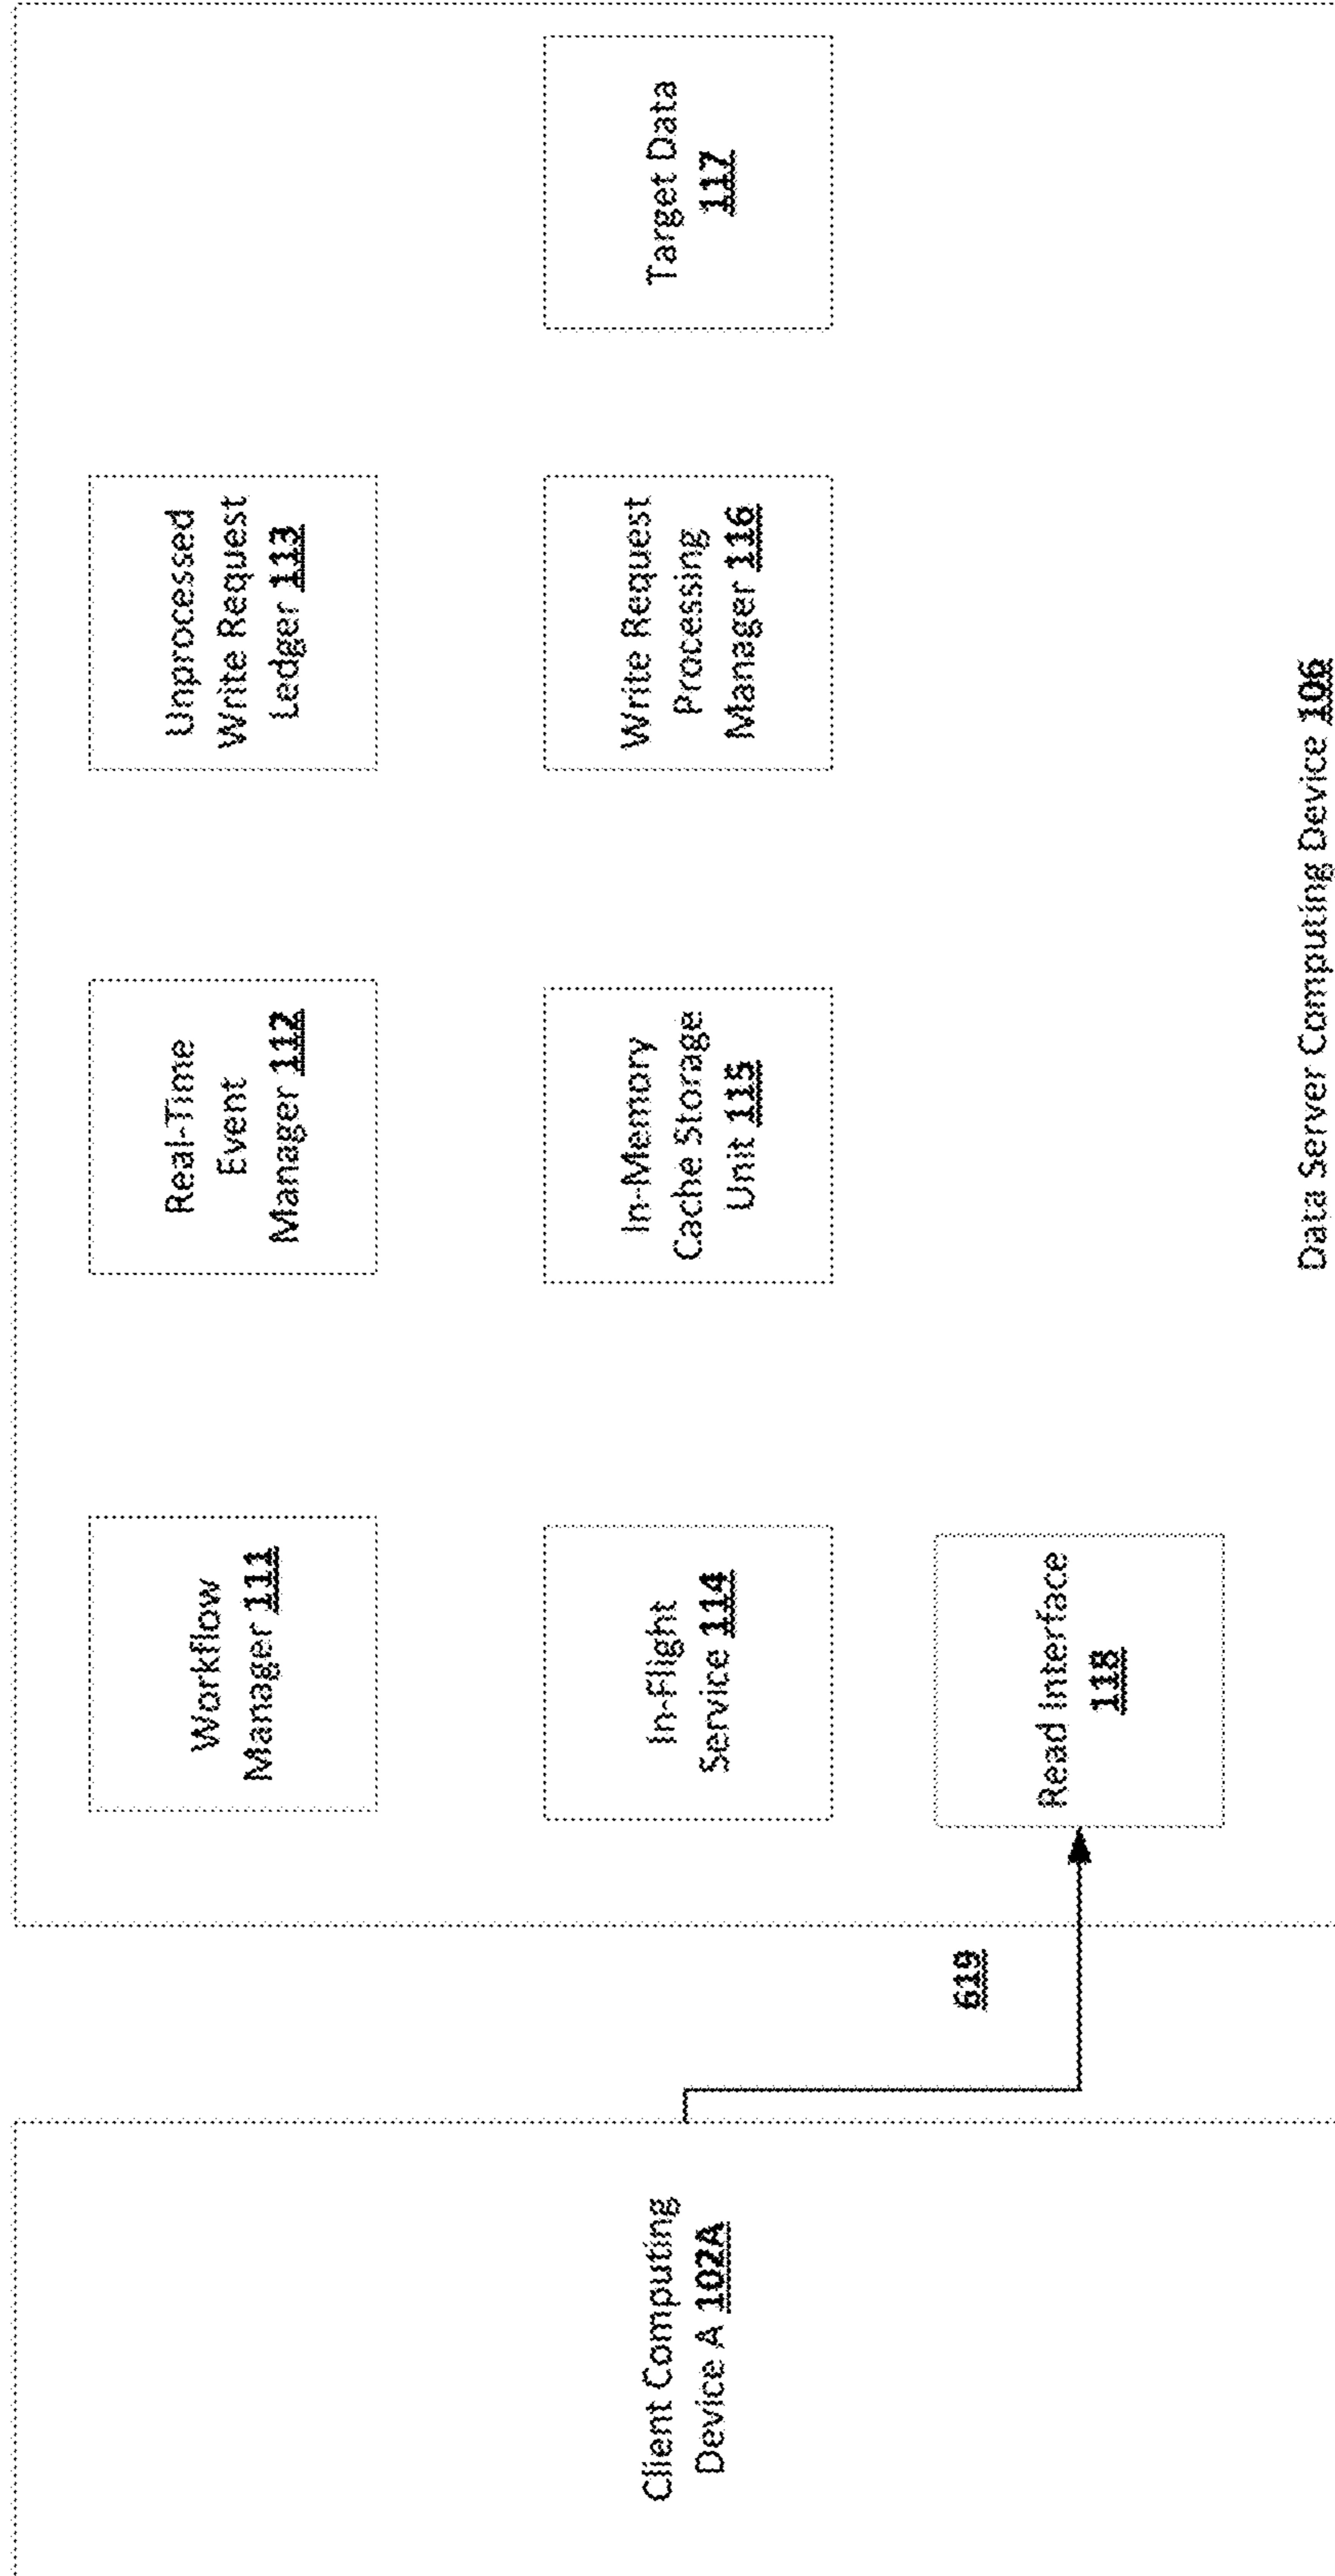 Client Computing
Device A 102A
619
Workflow
Manager 111
Real-Time
Event
Manager 112
Unprocessed
Write Request
Ledger 113
In-Flight
Service 114
In-Memory
Cache Storage
Unit 115
Write Request
Processing
Manager 116
Target Data
117
Read Interface
118
Data Server Computing Device 106